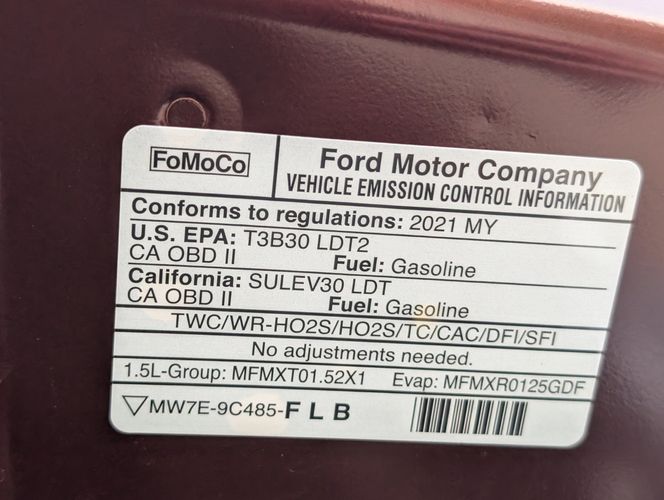 FoMoCo
Ford Motor Company
VEHICLE EMISSION CONTROL INFORMATION
Conforms to regulations: 2021 MY
U.S. EPA: T3B30 LDT2
CA OBD II Fuel: Gasoline
California: SULEV30 LDT
CA OBD II Fuel: Gasoline
TWC/WR-HO2S/HO2S/TC/CAC/DFI/SFI
No adjustments needed.
1.5L-Group: MFMXT01.52X1 Evap: MFMXR0125GDF
▽MW7E-9C485-F L B